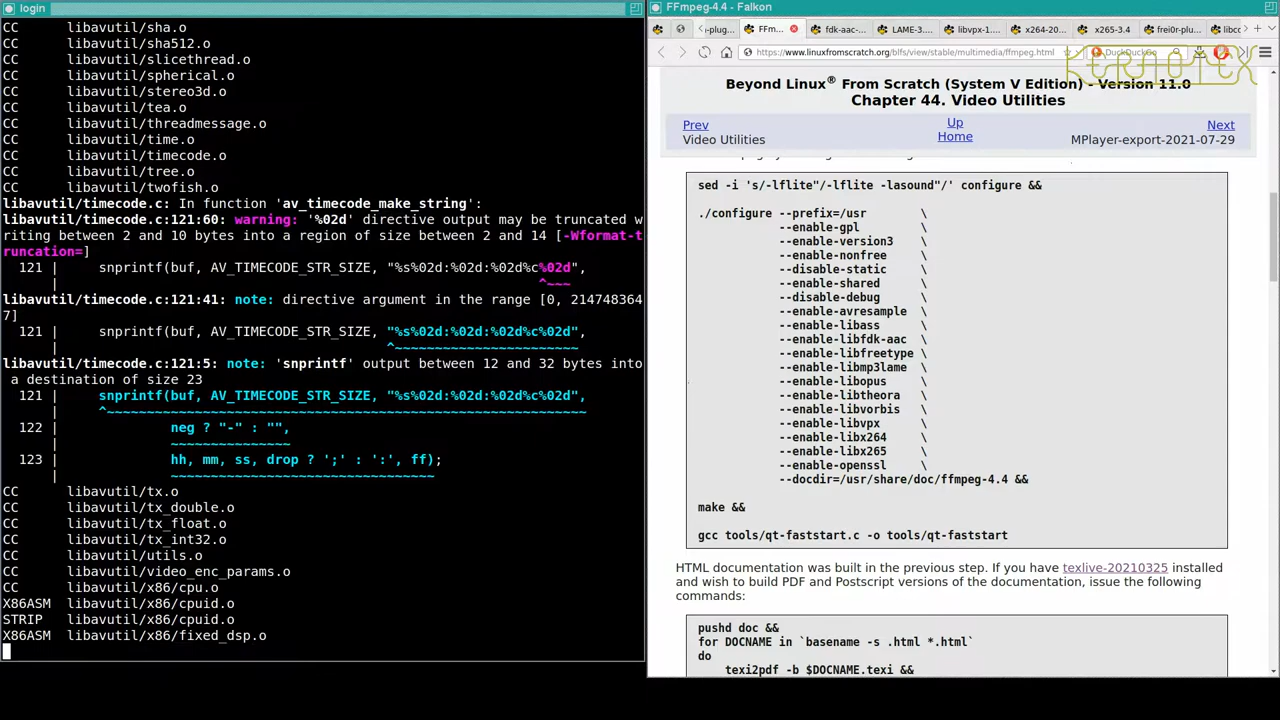 login
CC      libavutil/sha.o
CC      libavutil/sha512.o
CC      libavutil/slicethread.o
CC      libavutil/spherical.o
CC      libavutil/stereo3d.o
CC      libavutil/tea.o
CC      libavutil/threadmessage.o
CC      libavutil/time.o
CC      libavutil/timecode.o
CC      libavutil/tree.o
CC      libavutil/twofish.o
libavutil/timecode.c: In function 'av_timecode_make_string':
libavutil/timecode.c:121:60: warning: '%02d' directive output may be truncated w
riting between 2 and 10 bytes into a region of size between 2 and 14 [-Wformat-t
runcation=]
  121 |     snprintf(buf, AV_TIMECODE_STR_SIZE, "%s%02d:%02d:%02d%c%02d",
      |                                                            ^~~~
libavutil/timecode.c:121:41: note: directive argument in the range [0, 214748364
7]
  121 |     snprintf(buf, AV_TIMECODE_STR_SIZE, "%s%02d:%02d:%02d%c%02d",
      |                                         ^~~~~~~~~~~~~~~~~~~~~~~~
libavutil/timecode.c:121:5: note: 'snprintf' output between 12 and 32 bytes into
 a destination of size 23
  121 |     snprintf(buf, AV_TIMECODE_STR_SIZE, "%s%02d:%02d:%02d%c%02d",
      |     ^~~~~~~~~~~~~~~~~~~~~~~~~~~~~~~~~~~~~~~~~~~~~~~~~~~~~~~~~~~~~
  122 |              neg ? "-" : "",
      |              ~~~~~~~~~~~~~~~
  123 |              hh, mm, ss, drop ? ';' : ':', ff);
      |              ~~~~~~~~~~~~~~~~~~~~~~~~~~~~~~~~~
CC      libavutil/tx.o
CC      libavutil/tx_double.o
CC      libavutil/tx_float.o
CC      libavutil/tx_int32.o
CC      libavutil/utils.o
CC      libavutil/video_enc_params.o
CC      libavutil/x86/cpu.o
X86ASM  libavutil/x86/cpuid.o
STRIP   libavutil/x86/cpuid.o
X86ASM  libavutil/x86/fixed_dsp.o
FFmpeg-4.4 - Falkon
-plug... FFm... fdk-aac-... LAME-3.... libvpx-1.... x264-20... x265-3.4 frei0r-plu... libcc
https://www.linuxfromscratch.org/blfs/view/stable/multimedia/ffmpeg.html DuckDuckGo
KERNOTEX
Beyond Linux® From Scratch (System V Edition) - Version 11.0
Chapter 44. Video Utilities
Prev Up Next
Video Utilities Home MPlayer-export-2021-07-29
sed -i 's/-lflite"/-lflite -lasound"/' configure &&
./configure --prefix=/usr        \
            --enable-gpl         \
            --enable-version3    \
            --enable-nonfree     \
            --disable-static     \
            --enable-shared      \
            --disable-debug      \
            --enable-avresample  \
            --enable-libass      \
            --enable-libfdk-aac  \
            --enable-libfreetype \
            --enable-libmp3lame  \
            --enable-libopus     \
            --enable-libtheora   \
            --enable-libvorbis   \
            --enable-libvpx      \
            --enable-libx264     \
            --enable-libx265     \
            --enable-openssl     \
            --docdir=/usr/share/doc/ffmpeg-4.4 &&
make &&
gcc tools/qt-faststart.c -o tools/qt-faststart
HTML documentation was built in the previous step. If you have texlive-20210325 installed
and wish to build PDF and Postscript versions of the documentation, issue the following
commands:
pushd doc &&
for DOCNAME in `basename -s .html *.html`
do
    texi2pdf -b $DOCNAME.texi &&